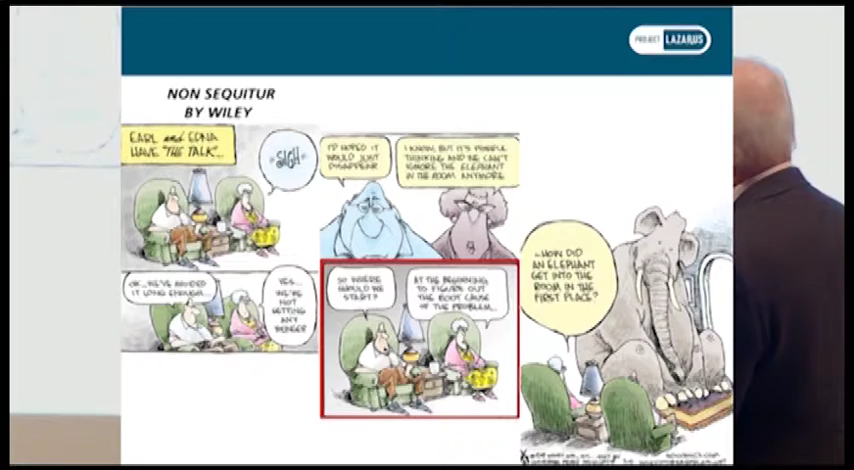 PROJECT LAZARUS
NON SEQUITUR
BY WILEY
EARL and EDNA
HAVE "THE TALK"...
*SIGH*
OK... WE'VE AVOIDED
IT LONG ENOUGH...
YES...
WE'RE
NOT
GETTING
ANY
YOUNGER
I'D HOPED IT
WOULD JUST
DISAPPEAR
I KNOW, BUT IT'S
THINKING AND WE CAN'T
IGNORE THE ELEPHANT
IN THE ROOM ANYMORE
SO WHERE
SHOULD WE
START?
AT THE BEGINNING
TO FIGURE OUT
THE ROOT CAUSE
OF THE PROBLEM...
...HOW DID
AN ELEPHANT
GET INTO THE
ROOM IN THE
FIRST PLACE?